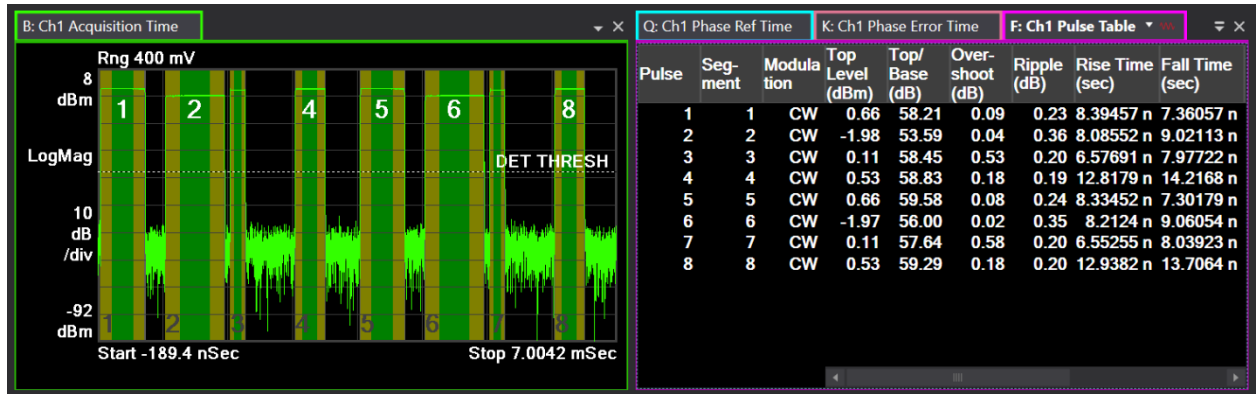 B: Ch1 Acquisition Time
Rng 400 mV
8
dBm
LogMag
10
dB
/div
-92
dBm
1 2 4 5 6 8
DET THRESH
1 2 3 4 5 6 7 8
Start -189.4 nSec Stop 7.0042 mSec
Q: Ch1 Phase Ref Time K: Ch1 Phase Error Time F: Ch1 Pulse Table
Pulse Seg-ment Modulation Top Level (dBm) Top/Base (dB) Over-shoot (dB) Ripple (dB) Rise Time (sec) Fall Time (sec)
1 1 CW 0.66 58.21 0.09 0.23 8.39457 n 7.36057 n
2 2 CW -1.98 53.59 0.04 0.36 8.08552 n 9.02113 n
3 3 CW 0.11 58.45 0.53 0.20 6.57691 n 7.97722 n
4 4 CW 0.53 58.83 0.18 0.19 12.8179 n 14.2168 n
5 5 CW 0.66 59.58 0.08 0.24 8.33452 n 7.30179 n
6 6 CW -1.97 56.00 0.02 0.35 8.2124 n 9.06054 n
7 7 CW 0.11 57.64 0.58 0.20 6.55255 n 8.03923 n
8 8 CW 0.53 59.29 0.18 0.20 12.9382 n 13.7064 n